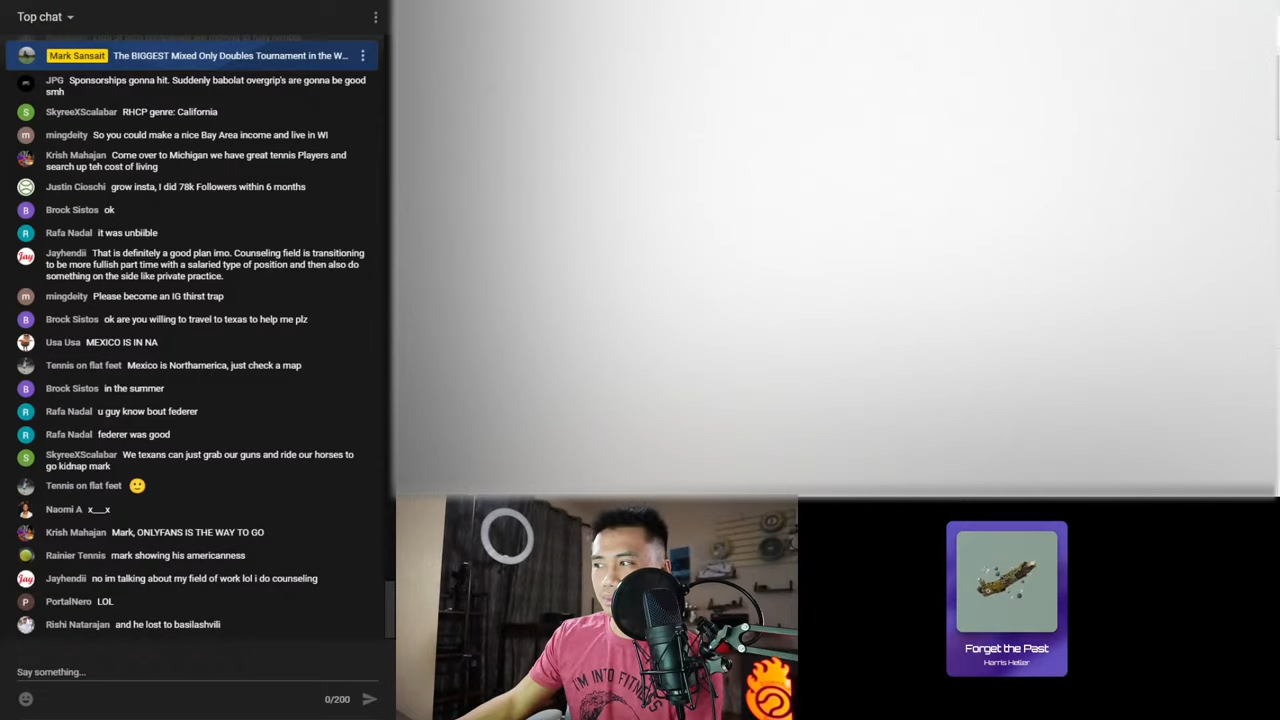 Top chat
Mark Sansait The BIGGEST Mixed Only Doubles Tournament in the W...
JPG Sponsorships gonna hit. Suddenly babolat overgrip's are gonna be good
smh
SkyreeXScalabar RHCP genre: California
mingdeity So you could make a nice Bay Area income and live in WI
Krish Mahajan Come over to Michigan we have great tennis Players and
search up teh cost of living
Justin Cioschi grow insta, I did 78k Followers within 6 months
Brock Sistos ok
Rafa Nadal it was unbiible
Jayhendii That is definitely a good plan imo. Counseling field is transitioning
to be more fullish part time with a salaried type of position and then also do
something on the side like private practice.
mingdeity Please become an IG thirst trap
Brock Sistos ok are you willing to travel to texas to help me plz
Usa Usa MEXICO IS IN NA
Tennis on flat feet Mexico is Northamerica, just check a map
Brock Sistos in the summer
Rafa Nadal u guy know bout federer
Rafa Nadal federer was good
SkyreeXScalabar We texans can just grab our guns and ride our horses to
go kidnap mark
Tennis on flat feet 🙂
Naomi A x___x
Krish Mahajan Mark, ONLYFANS IS THE WAY TO GO
Rainier Tennis mark showing his americanness
Jayhendii no im talking about my field of work lol i do counseling
PortalNero LOL
Rishi Natarajan and he lost to basilashvili
Say something...
0/200
I'M INTO FITNESS
Forget the Past
Harris Heller